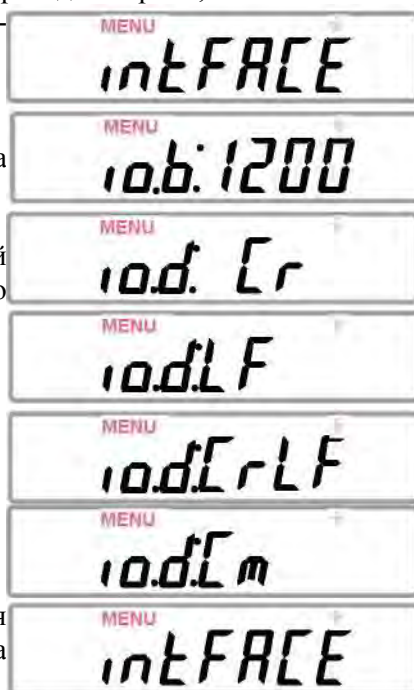 MENU
intFACE
MENU
а
io.b:1200
MENU
й
о
io.d. Cr
MENU
io.d.LF
MENU
io.d.CrLF
MENU
io.d.Cm
я
MENU
а
intFACE